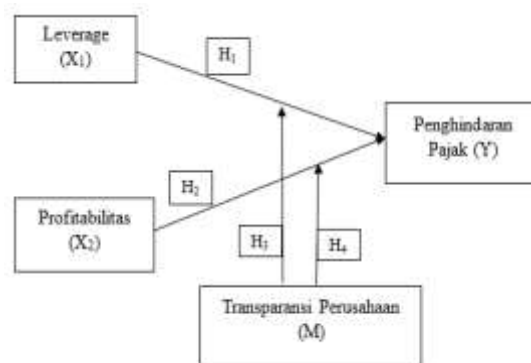 Leverage
(X₁)
H₁
Penghindaran
Pajak (Y)
H₂
Profitabilitas
(X₂)
H₃
H₄
Transparansi Perusahaan
(M)